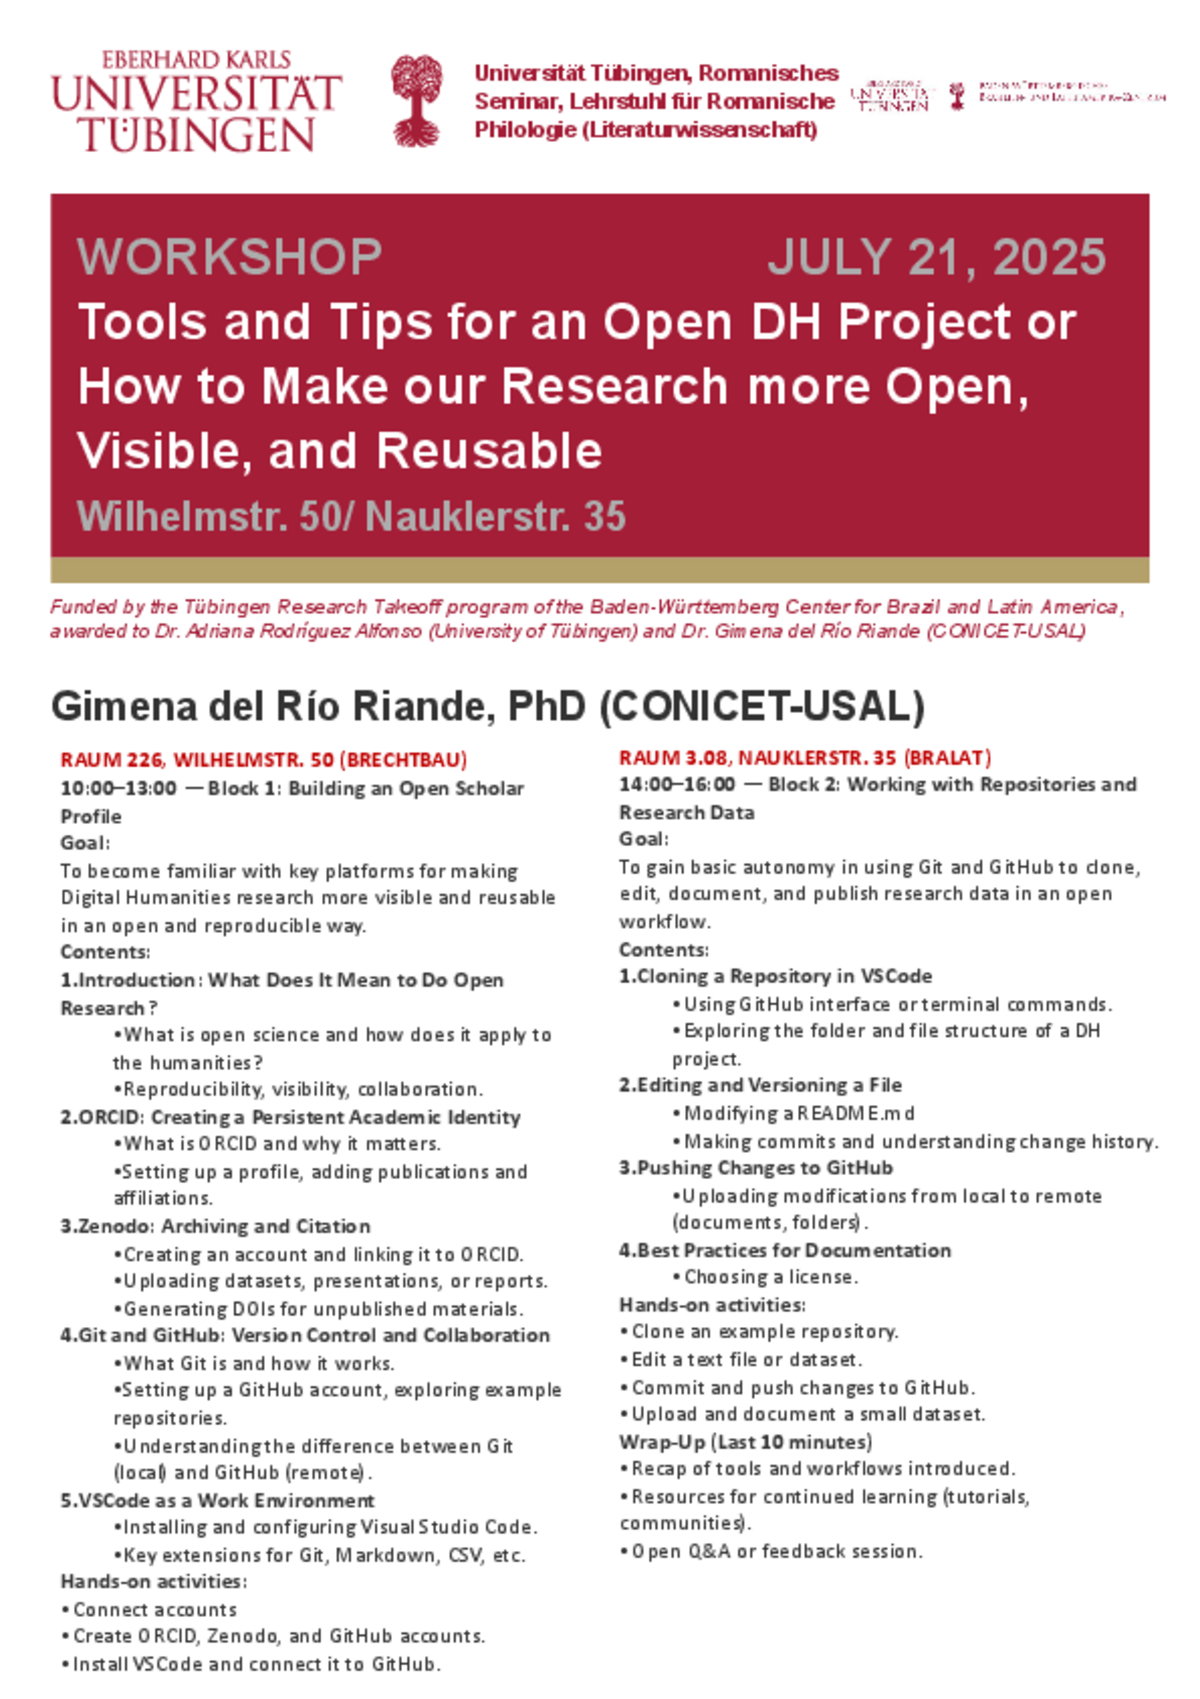 EBERHARD KARLS
UNIVERSITÄT
TÜBINGEN
Universität Tübingen, Romanisches
Seminar, Lehrstuhl für Romanische
Philologie (Literaturwissenschaft)
EBERHARD KARLS
UNIVERSITÄT
TÜBINGEN
WORKSHOP JULY 21, 2025
Tools and Tips for an Open DH Project or
How to Make our Research more Open,
Visible, and Reusable
Wilhelmstr. 50/ Nauklerstr. 35
Funded by the Tübingen Research Takeoff program of the Baden-Württemberg Center for Brazil and Latin America,
awarded to Dr. Adriana Rodríguez Alfonso (University of Tübingen) and Dr. Gimena del Río Riande (CONICET-USAL)
Gimena del Río Riande, PhD (CONICET-USAL)
RAUM 226, WILHELMSTR. 50 (BRECHTBAU)
10:00–13:00 — Block 1: Building an Open Scholar
Profile
Goal:
To become familiar with key platforms for making
Digital Humanities research more visible and reusable
in an open and reproducible way.
Contents:
1.Introduction: What Does It Mean to Do Open
Research?
•What is open science and how does it apply to
the humanities?
•Reproducibility, visibility, collaboration.
2.ORCID: Creating a Persistent Academic Identity
•What is ORCID and why it matters.
•Setting up a profile, adding publications and
affiliations.
3.Zenodo: Archiving and Citation
•Creating an account and linking it to ORCID.
•Uploading datasets, presentations, or reports.
•Generating DOIs for unpublished materials.
4.Git and GitHub: Version Control and Collaboration
•What Git is and how it works.
•Setting up a GitHub account, exploring example
repositories.
•Understanding the difference between Git
(local) and GitHub (remote).
5.VSCode as a Work Environment
•Installing and configuring Visual Studio Code.
•Key extensions for Git, Markdown, CSV, etc.
Hands-on activities:
• Connect accounts
• Create ORCID, Zenodo, and GitHub accounts.
• Install VSCode and connect it to GitHub.
RAUM 3.08, NAUKLERSTR. 35 (BRALAT)
14:00–16:00 — Block 2: Working with Repositories and
Research Data
Goal:
To gain basic autonomy in using Git and GitHub to clone,
edit, document, and publish research data in an open
workflow.
Contents:
1.Cloning a Repository in VSCode
• Using GitHub interface or terminal commands.
• Exploring the folder and file structure of a DH
project.
2.Editing and Versioning a File
• Modifying a README.md
• Making commits and understanding change history.
3.Pushing Changes to GitHub
•Uploading modifications from local to remote
(documents, folders).
4.Best Practices for Documentation
• Choosing a license.
Hands-on activities:
• Clone an example repository.
• Edit a text file or dataset.
• Commit and push changes to GitHub.
• Upload and document a small dataset.
Wrap-Up (Last 10 minutes)
• Recap of tools and workflows introduced.
• Resources for continued learning (tutorials,
communities).
• Open Q&A or feedback session.